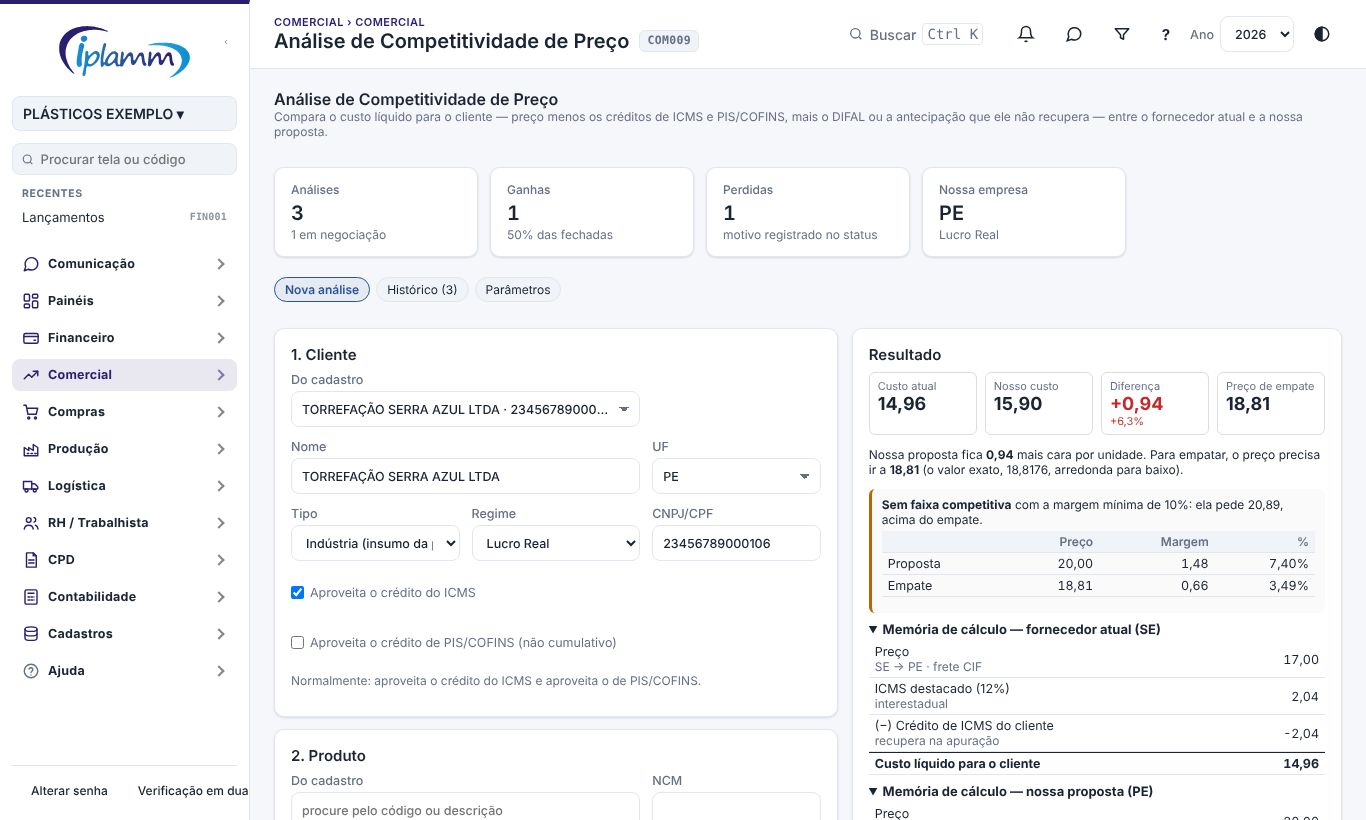 COMERCIAL › COMERCIAL
Análise de Competitividade de Preço COM009
Buscar Ctrl K
? Ano 2026
iplamm
PLÁSTICOS EXEMPLO ▾
Procurar tela ou código
RECENTES
Lançamentos FIN001
Comunicação
Painéis
Financeiro
Comercial
Compras
Produção
Logística
RH / Trabalhista
CPD
Contabilidade
Cadastros
Ajuda
Alterar senha Verificação em dua
Análise de Competitividade de Preço
Compara o custo líquido para o cliente — preço menos os créditos de ICMS e PIS/COFINS, mais o DIFAL ou a antecipação que ele não recupera — entre o fornecedor atual e a nossa
proposta.
Análises
3
1 em negociação
Ganhas
1
50% das fechadas
Perdidas
1
motivo registrado no status
Nossa empresa
PE
Lucro Real
Nova análise Histórico (3) Parâmetros
1. Cliente
Do cadastro
TORREFAÇÃO SERRA AZUL LTDA · 23456789000...
Nome UF
TORREFAÇÃO SERRA AZUL LTDA PE
Tipo Regime CNPJ/CPF
Indústria (insumo da Lucro Real 23456789000106
Aproveita o crédito do ICMS
Aproveita o crédito de PIS/COFINS (não cumulativo)
Normalmente: aproveita o crédito do ICMS e aproveita o de PIS/COFINS.
2. Produto
Do cadastro NCM
procure pelo código ou descrição
Resultado
Custo atual
14,96
Nosso custo
15,90
Diferença
+0,94
+6,3%
Preço de empate
18,81
Nossa proposta fica 0,94 mais cara por unidade. Para empatar, o preço precisa
ir a 18,81 (o valor exato, 18,8176, arredonda para baixo).
Sem faixa competitiva com a margem mínima de 10%: ela pede 20,89,
acima do empate.
Preço Margem %
Proposta 20,00 1,48 7,40%
Empate 18,81 0,66 3,49%
▼ Memória de cálculo — fornecedor atual (SE)
Preço 17,00
SE → PE · frete CIF
ICMS destacado (12%) 2,04
interestadual
(−) Crédito de ICMS do cliente -2,04
recupera na apuração
Custo líquido para o cliente 14,96
▼ Memória de cálculo — nossa proposta (PE)
Preço